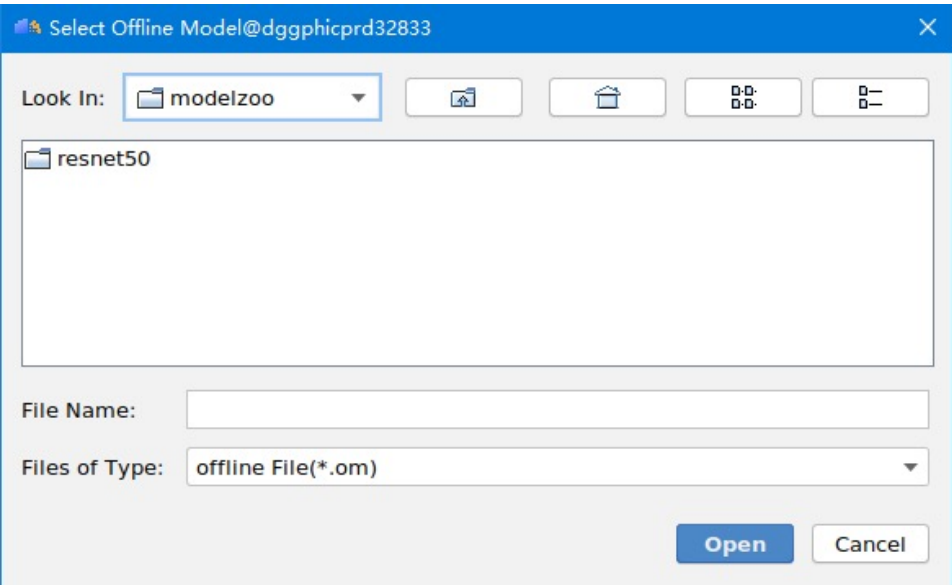 Select Offline Model@dggphicprd32833
Look In: modelzoo
resnet50
File Name:
Files of Type: offline File(*.om)
Open Cancel